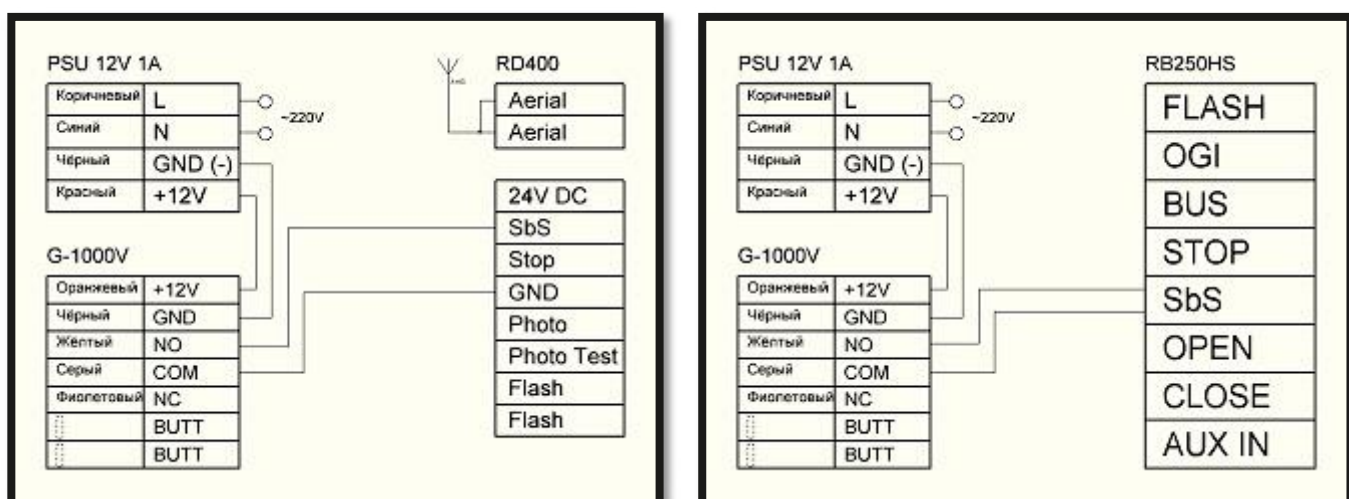 PSU 12V 1A
Коричневый L
Синий N
~220V
Чёрный GND (-)
Красный +12V
G-1000V
Оранжевый +12V
Чёрный GND
Желтый NO
Серый COM
Фиолетовый NC
BUTT
BUTT
RD400
Aerial
Aerial
24V DC
SbS
Stop
GND
Photo
Photo Test
Flash
Flash
PSU 12V 1A
Коричневый L
Синий N
~220V
Чёрный GND (-)
Красный +12V
G-1000V
Оранжевый +12V
Чёрный GND
Желтый NO
Серый COM
Фиолетовый NC
BUTT
BUTT
RB250HS
FLASH
OGI
BUS
STOP
SbS
OPEN
CLOSE
AUX IN